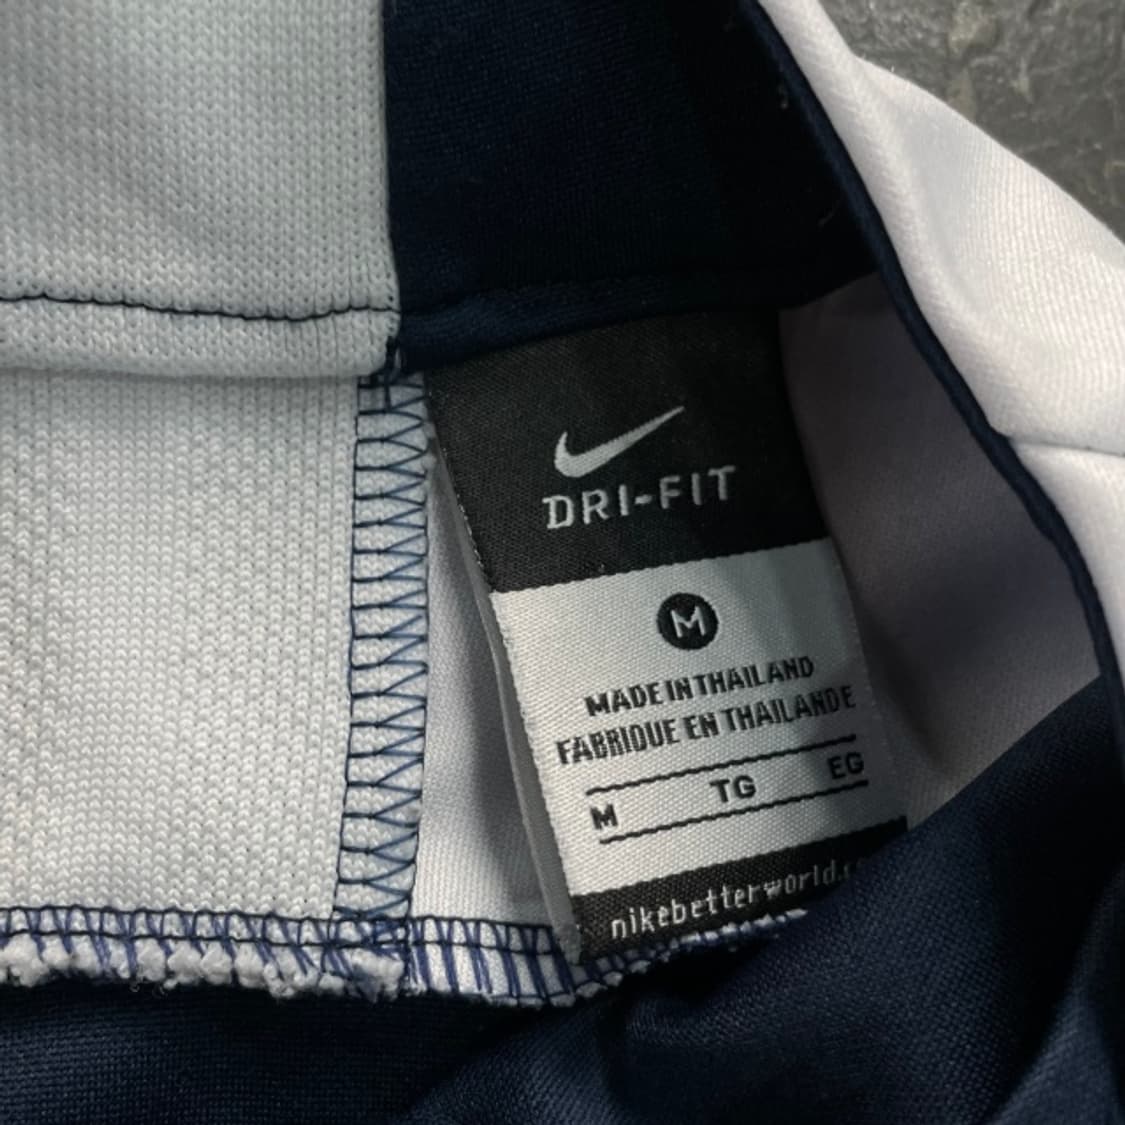 DRI-FIT
M
MADE IN THAILAND
FABRIQUE EN THAILANDE
M TG EG
nikebetterworld.c